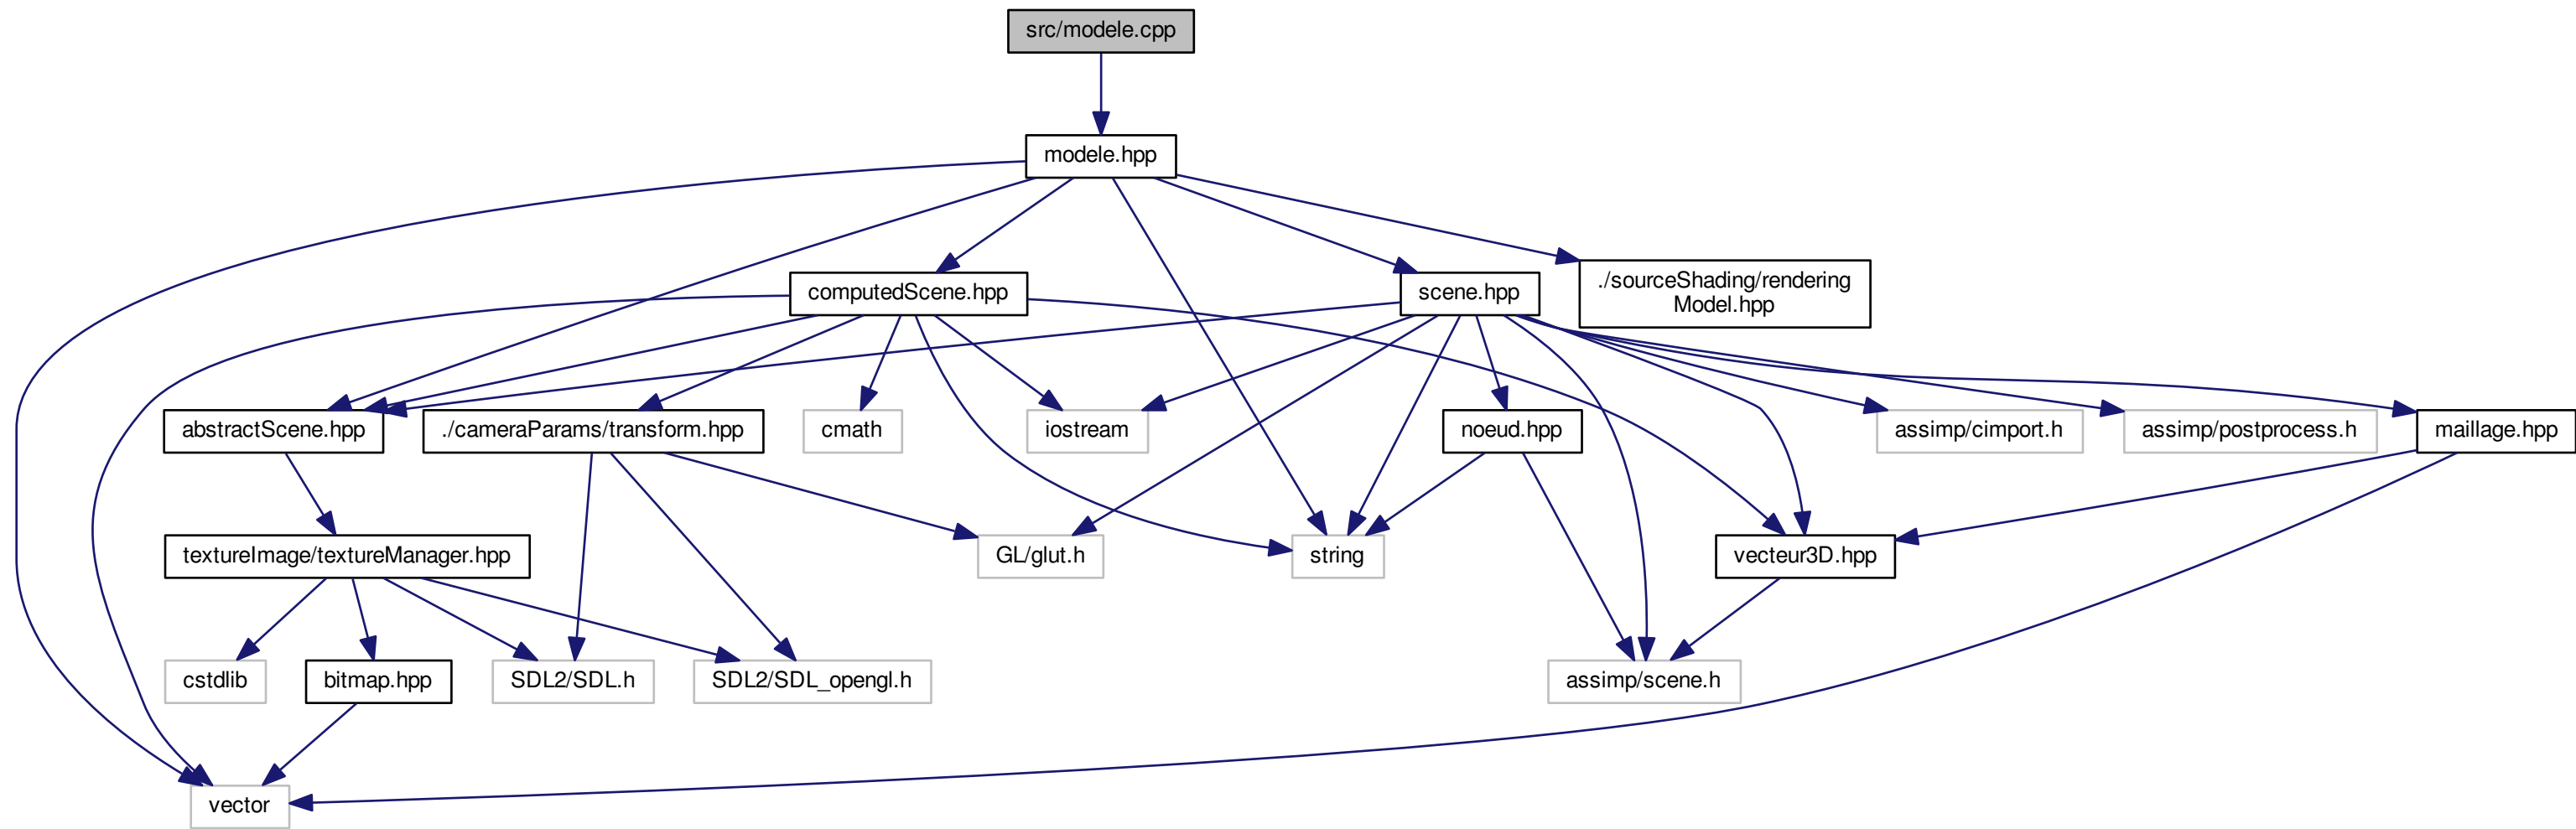 src/modele.cpp
modele.hpp
computedScene.hpp
scene.hpp
./sourceShading/rendering
Model.hpp
abstractScene.hpp
./cameraParams/transform.hpp
cmath
iostream
noeud.hpp
assimp/cimport.h
assimp/postprocess.h
maillage.hpp
textureImage/textureManager.hpp
GL/glut.h
string
vecteur3D.hpp
cstdlib
bitmap.hpp
SDL2/SDL.h
SDL2/SDL_opengl.h
assimp/scene.h
vector